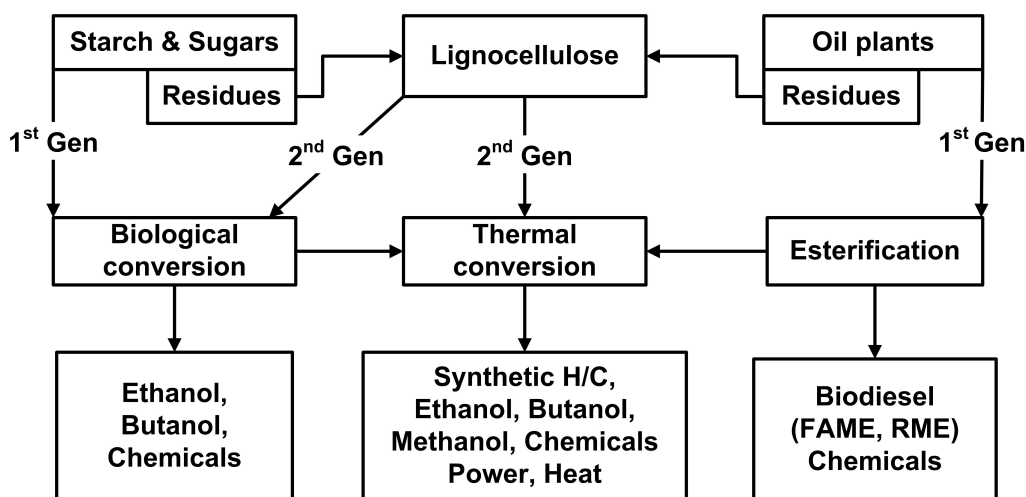 Starch & Sugars
Residues
Lignocellulose
Oil plants
Residues
1st Gen
2nd Gen
2nd Gen
1st Gen
Biological
conversion
Thermal
conversion
Esterification
Ethanol,
Butanol,
Chemicals
Synthetic H/C,
Ethanol, Butanol,
Methanol, Chemicals
Power, Heat
Biodiesel
(FAME, RME)
Chemicals